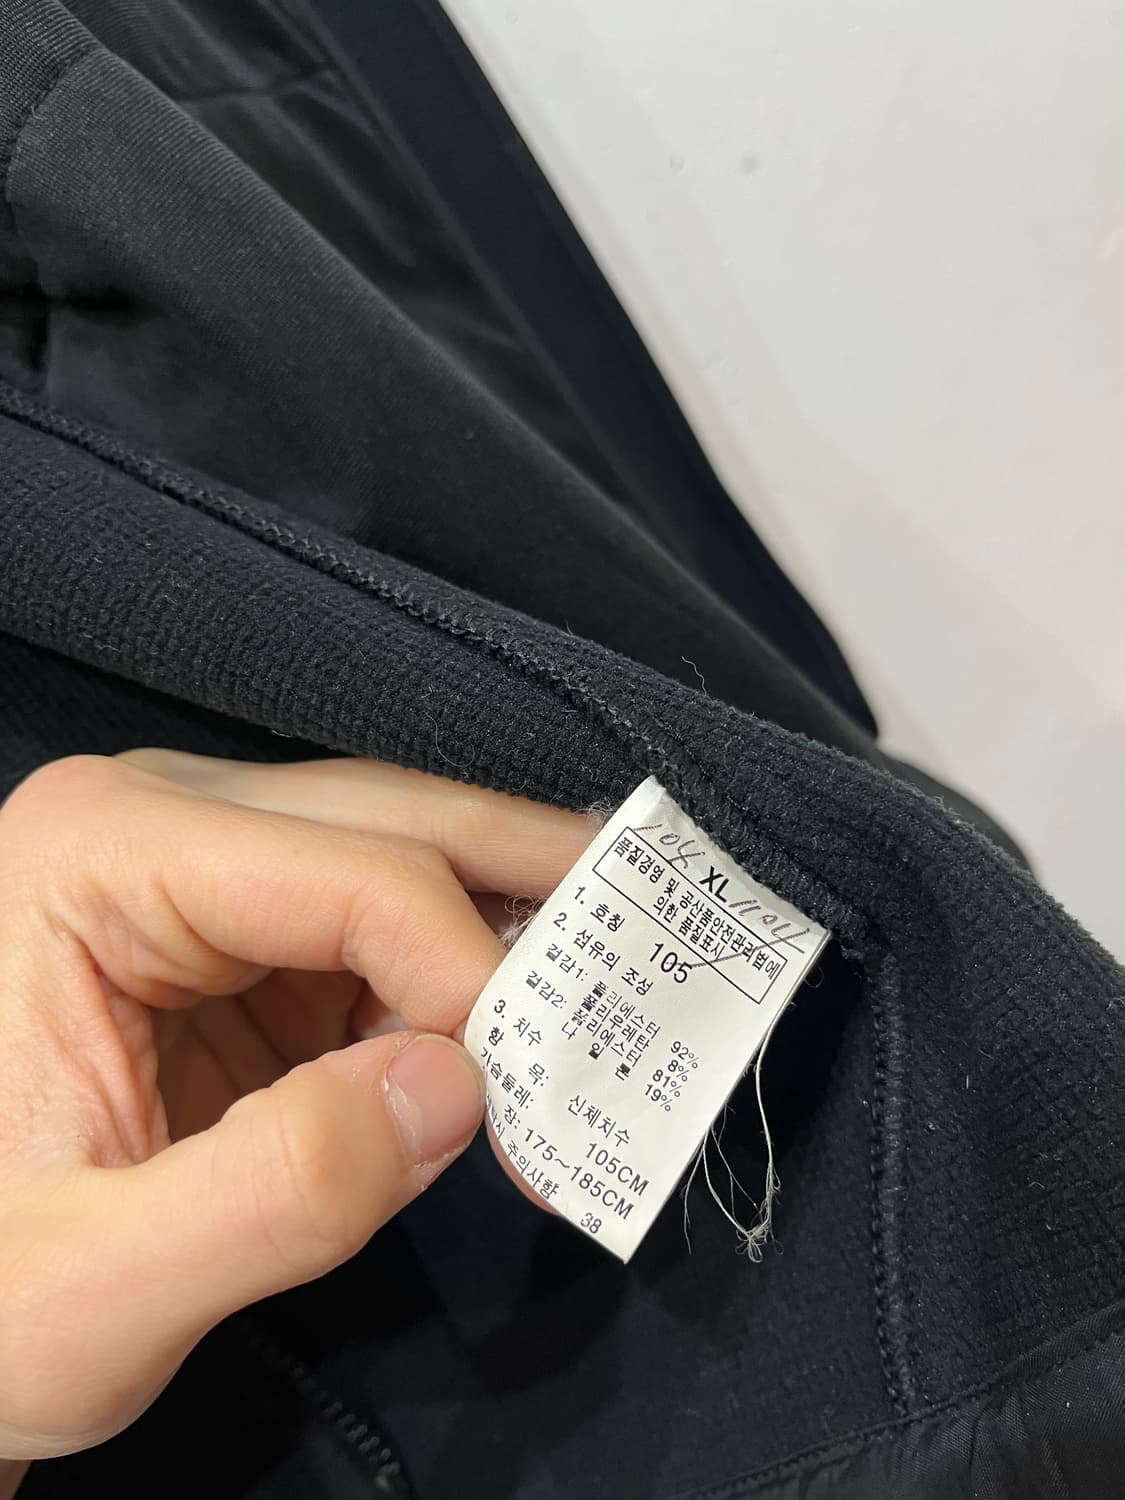 XL
품질경영 및 공산품안전관리법에
의한 품질표시
1. 호칭 105
2. 섬유의 조성
겉감1: 폴리에스터 92%
폴리우레탄 8%
겉감2: 폴리에스터 81%
나 일 론 19%
3. 치수
항 목: 신체치수
가슴둘레: 105CM
장: 175~185CM
주의사항
38